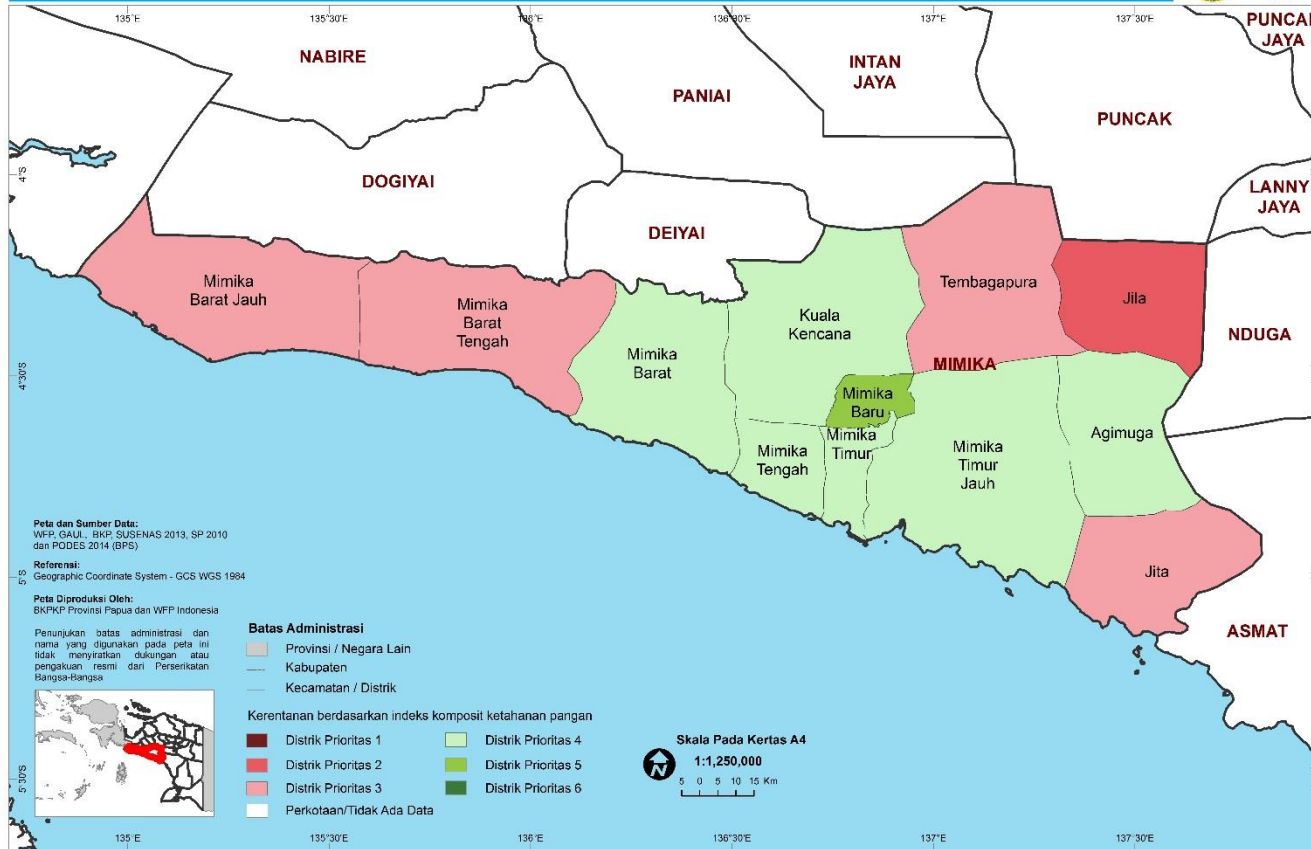 135°E
135°30'E
136°E
136°30'E
137°E
137°30'E
PUNCAK
JAYA
NABIRE
INTAN
JAYA
PANIAI
PUNCAK
4°S
DOGIYAI
LANNY
JAYA
DEIYAI
Mimika
Barat Jauh
Mimika
Barat
Tengah
Tembagapura
Jila
Kuala
Kencana
Mimika
Barat
MIMIKA
NDUGA
4°30'S
Mimika
Baru
Mimika
Timur
Mimika
Tengah
Mimika
Timur
Jauh
Agimuga
Jita
ASMAT
5°S
Peta dan Sumber Data:
WFP, GAUL, BKP, SUSENAS 2013, SP 2010
dan PODES 2014 (BPS)
Referensi:
Geographic Coordinate System - GCS WGS 1984
Peta Diproduksi Oleh:
BKPKP Provinsi Papua dan WFP Indonesia
Penunjukan batas administrasi dan
nama yang digunakan pada peta ini
tidak menyiratkan dukungan atau
pengakuan resmi dari Perserikatan
Bangsa-Bangsa
Batas Administrasi
Provinsi / Negara Lain
Kabupaten
Kecamatan / Distrik
Kerentanan berdasarkan indeks komposit ketahanan pangan
Distrik Prioritas 1
Distrik Prioritas 2
Distrik Prioritas 3
Perkotaan/Tidak Ada Data
Distrik Prioritas 4
Distrik Prioritas 5
Distrik Prioritas 6
N
Skala Pada Kertas A4
1:1,250,000
5 0 5 10 15 Km
5°30'S
135°E
135°30'E
136°E
136°30'E
137°E
137°30'E